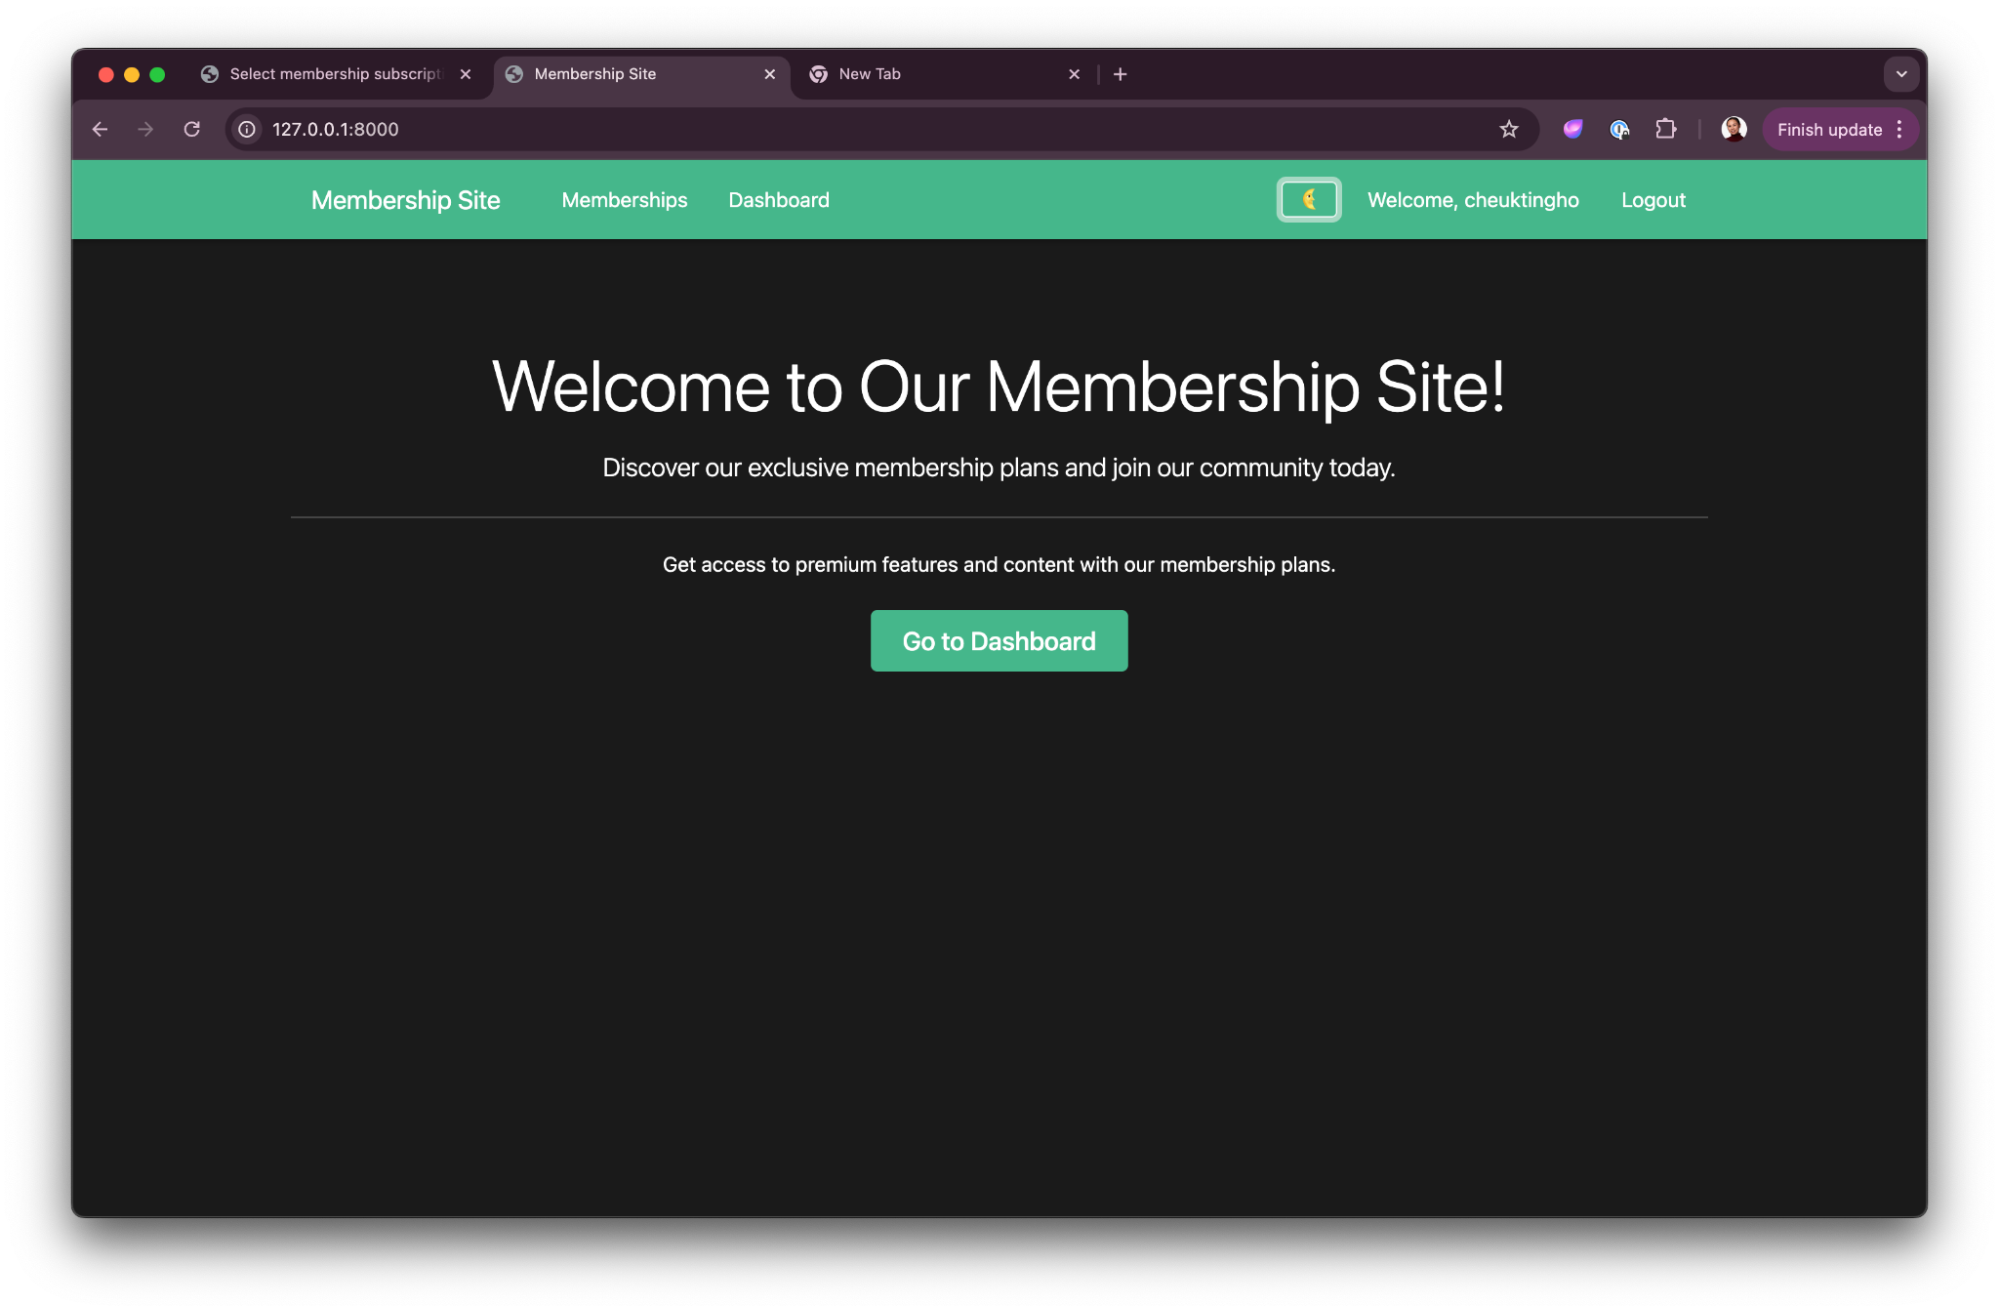 Select membership subscripti
Membership Site
New Tab
127.0.0.1:8000
Finish update
Membership Site
Memberships
Dashboard
Welcome, cheuktingho
Logout
Welcome to Our Membership Site!
Discover our exclusive membership plans and join our community today.
Get access to premium features and content with our membership plans.
Go to Dashboard